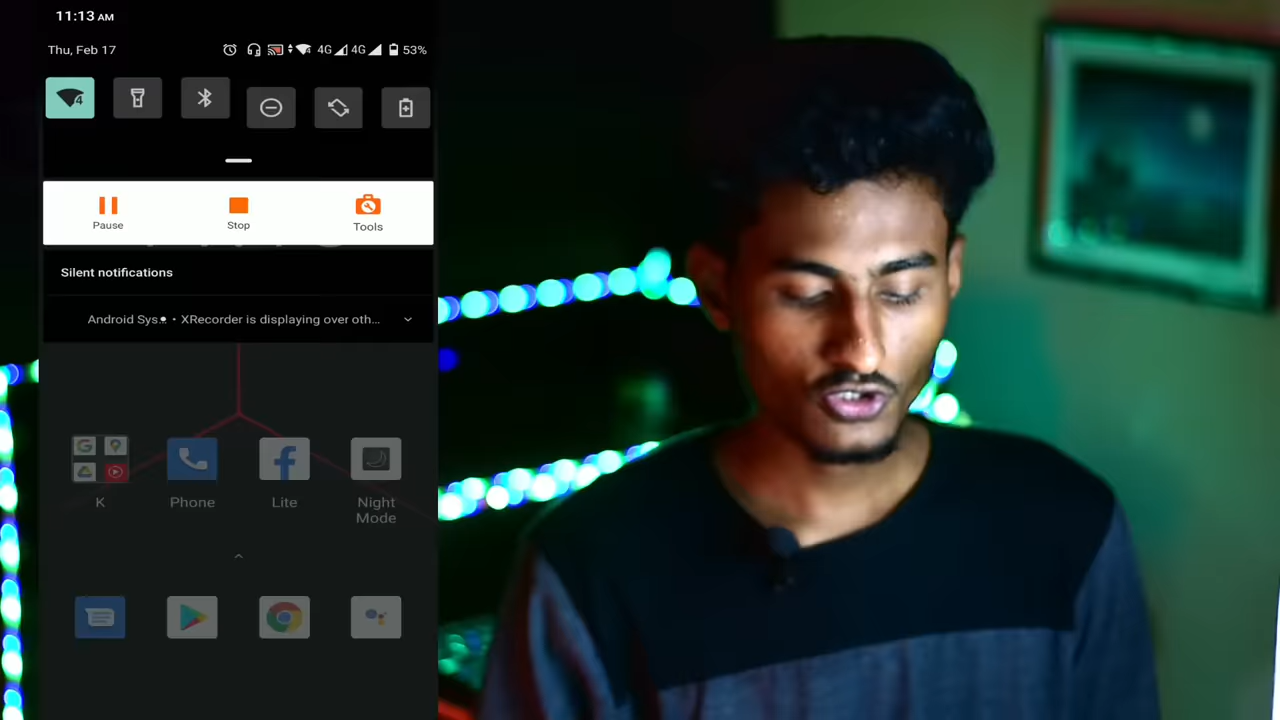 11:13 AM
Thu, Feb 17 4G 4G 53%
4
Pause Stop Tools
Silent notifications
Android Sys... • XRecorder is displaying over oth...
K Phone Lite Night
Mode